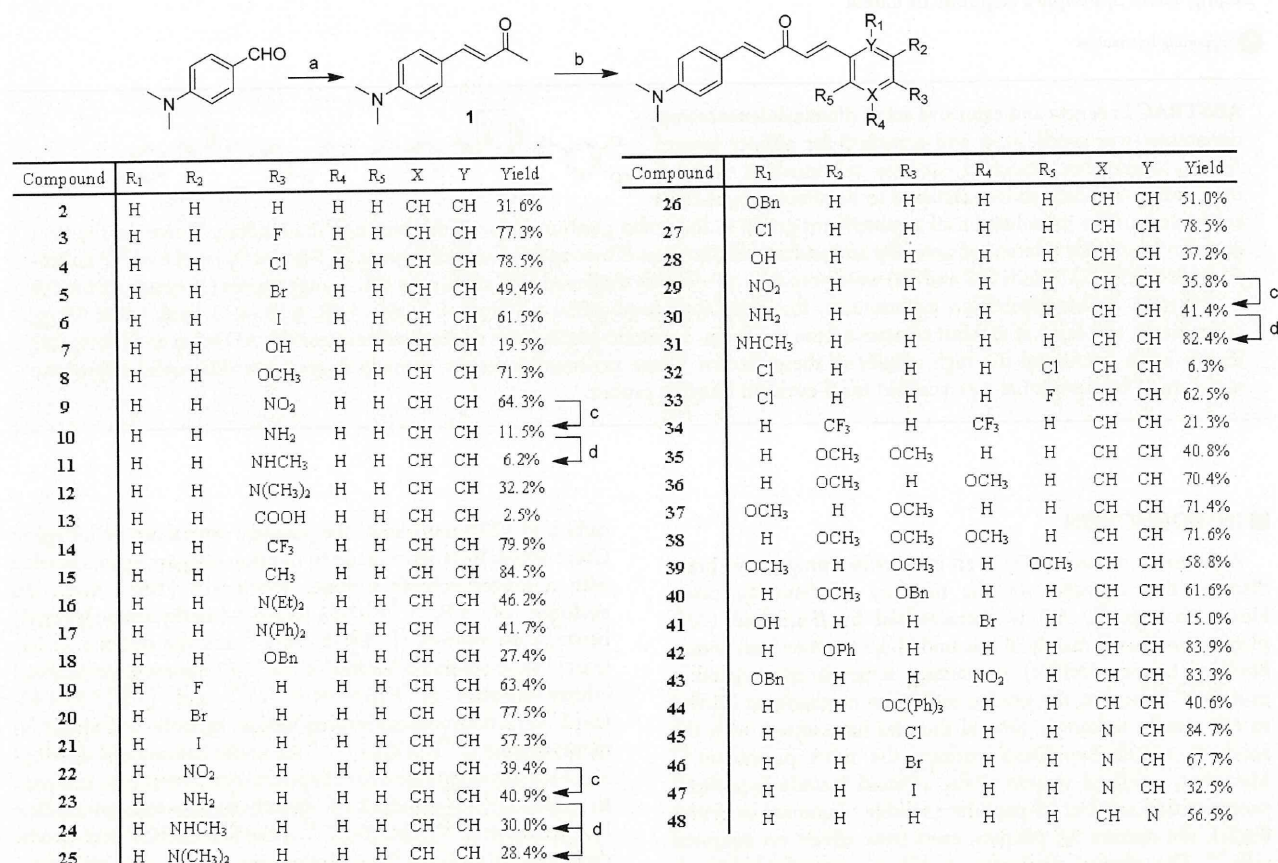 CHO
N
a
O
1
b
O
N
R₁
Y
R₂
R₃
X
R₄
R₅
Compound R₁ R₂ R₃ R₄ R₅ X Y Yield
2 H H H H H CH CH 31.6%
3 H H F H H CH CH 77.3%
4 H H Cl H H CH CH 78.5%
5 H H Br H H CH CH 49.4%
6 H H I H H CH CH 61.5%
7 H H OH H H CH CH 19.5%
8 H H OCH₃ H H CH CH 71.3%
9 H H NO₂ H H CH CH 64.3%
10 H H NH₂ H H CH CH 11.5%
11 H H NHCH₃ H H CH CH 6.2%
12 H H N(CH₃)₂ H H CH CH 32.2%
13 H H COOH H H CH CH 2.5%
14 H H CF₃ H H CH CH 79.9%
15 H H CH₃ H H CH CH 84.5%
16 H H N(Et)₂ H H CH CH 46.2%
17 H H N(Ph)₂ H H CH CH 41.7%
18 H H OBn H H CH CH 27.4%
19 H F H H H CH CH 63.4%
20 H Br H H H CH CH 77.5%
21 H I H H H CH CH 57.3%
22 H NO₂ H H H CH CH 39.4%
23 H NH₂ H H H CH CH 40.9%
24 H NHCH₃ H H H CH CH 30.0%
25 H N(CH₃)₂ H H H CH CH 28.4%
c
d
c
d
Compound R₁ R₂ R₃ R₄ R₅ X Y Yield
26 OBn H H H H CH CH 51.0%
27 Cl H H H H CH CH 78.5%
28 OH H H H H CH CH 37.2%
29 NO₂ H H H H CH CH 35.8%
30 NH₂ H H H H CH CH 41.4%
31 NHCH₃ H H H H CH CH 82.4%
32 Cl H H H Cl CH CH 6.3%
33 Cl H H H F CH CH 62.5%
34 H CF₃ H CF₃ H CH CH 21.3%
35 H OCH₃ OCH₃ H H CH CH 40.8%
36 H OCH₃ H OCH₃ H CH CH 70.4%
37 OCH₃ H OCH₃ H H CH CH 71.4%
38 H OCH₃ OCH₃ OCH₃ H CH CH 71.6%
39 OCH₃ H OCH₃ H OCH₃ CH CH 58.8%
40 H OCH₃ OBn H H CH CH 61.6%
41 OH H H Br H CH CH 15.0%
42 H OPh H H H CH CH 83.9%
43 OBn H H NO₂ H CH CH 83.3%
44 H H OC(Ph)₃ H H CH CH 40.6%
45 H H Cl H H N CH 84.7%
46 H H Br H H N CH 67.7%
47 H H I H H N CH 32.5%
48 H H H H H CH N 56.5%
c
d